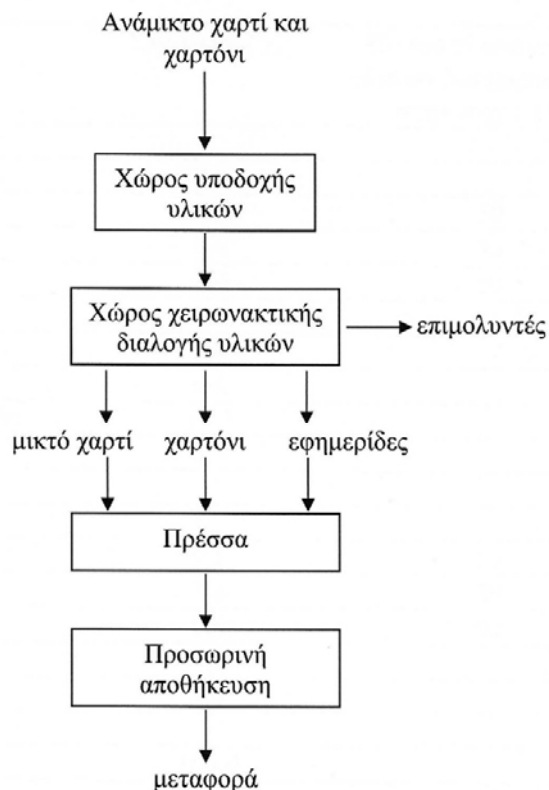 Ανάμικτο χαρτί και
χαρτόνι
Χώρος υποδοχής
υλικών
Χώρος χειρωνακτικής
διαλογής υλικών
επιμολυντές
μικτό χαρτί
χαρτόνι
εφημερίδες
Πρέσσα
Προσωρινή
αποθήκευση
μεταφορά